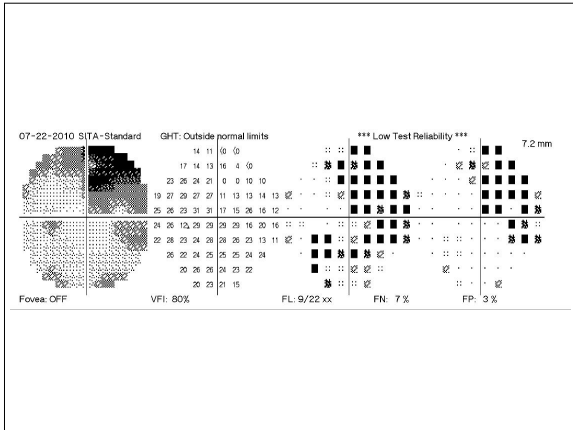 07-22-2010 SITA-Standard GHT: Outside normal limits *** Low Test Reliability ***
7.2 mm
14 11 <0 <0
17 14 13 16 4 <0
23 26 24 21 0 0 10 10
19 27 29 27 27 11 13 13 14 13
25 26 23 31 31 17 15 26 16 12
24 26 12 29 29 29 29 16 20 16
22 28 23 24 28 28 26 23 13 11
26 22 24 25 25 25 24 24
20 26 26 24 23 22
20 23 21 15
Fovea: OFF VFI: 80% FL: 9/22 xx FN: 7 % FP: 3 %